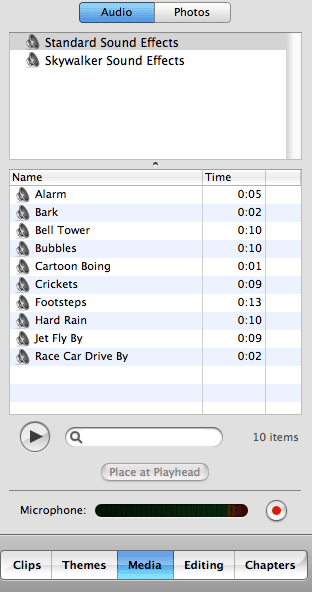 Audio Photos
Standard Sound Effects
Skywalker Sound Effects
Name Time
Alarm 0:05
Bark 0:02
Bell Tower 0:10
Bubbles 0:10
Cartoon Boing 0:01
Crickets 0:09
Footsteps 0:13
Hard Rain 0:10
Jet Fly By 0:09
Race Car Drive By 0:02
10 items
Place at Playhead
Microphone:
Clips Themes Media Editing Chapters